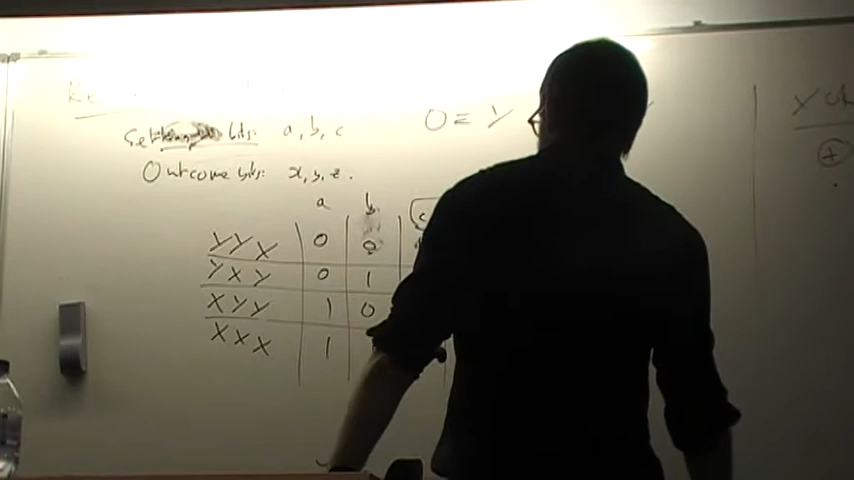 Setting bits: a, b, c
O ≡ Y
Outcome bits: x, y, z.
a b c
YYX 0 0
YXY 0 1
XYY 1 0
XXX 1
⊕